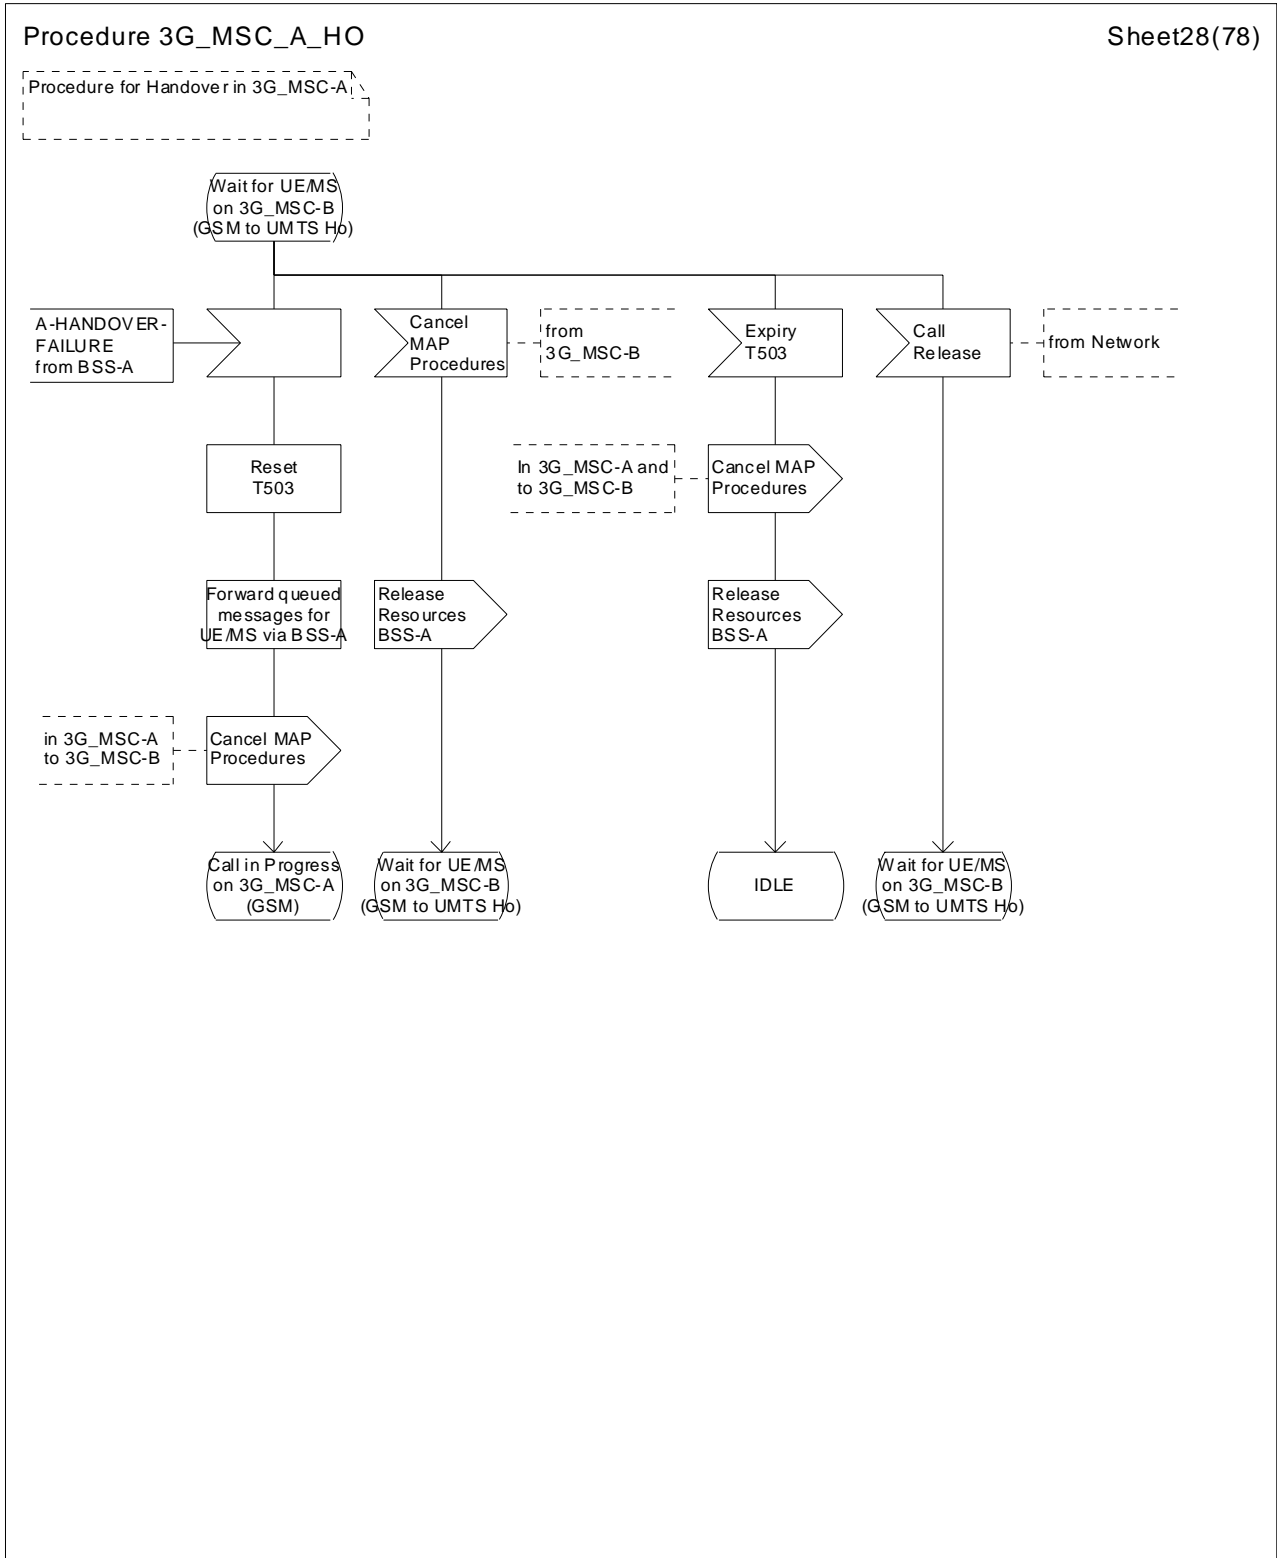 Procedure 3G_MSC_A_HO
Sheet28(78)
Procedure for Handover in 3G_MSC-A
Wait for UE/MS
on 3G_MSC-B
(GSM to UMTS Ho)
A-HANDOVER-
FAILURE
from BSS-A
Cancel
MAP
Procedures
from
3G_MSC-B
Expiry
T503
Call
Release
from Network
Reset
T503
In 3G_MSC-A and
to 3G_MSC-B
Cancel MAP
Procedures
Forward queued
messages for
UE/MS via BSS-A
Release
Resources
BSS-A
Release
Resources
BSS-A
in 3G_MSC-A
to 3G_MSC-B
Cancel MAP
Procedures
Call in Progress
on 3G_MSC-A
(GSM)
Wait for UE/MS
on 3G_MSC-B
(GSM to UMTS Ho)
IDLE
Wait for UE/MS
on 3G_MSC-B
(GSM to UMTS Ho)